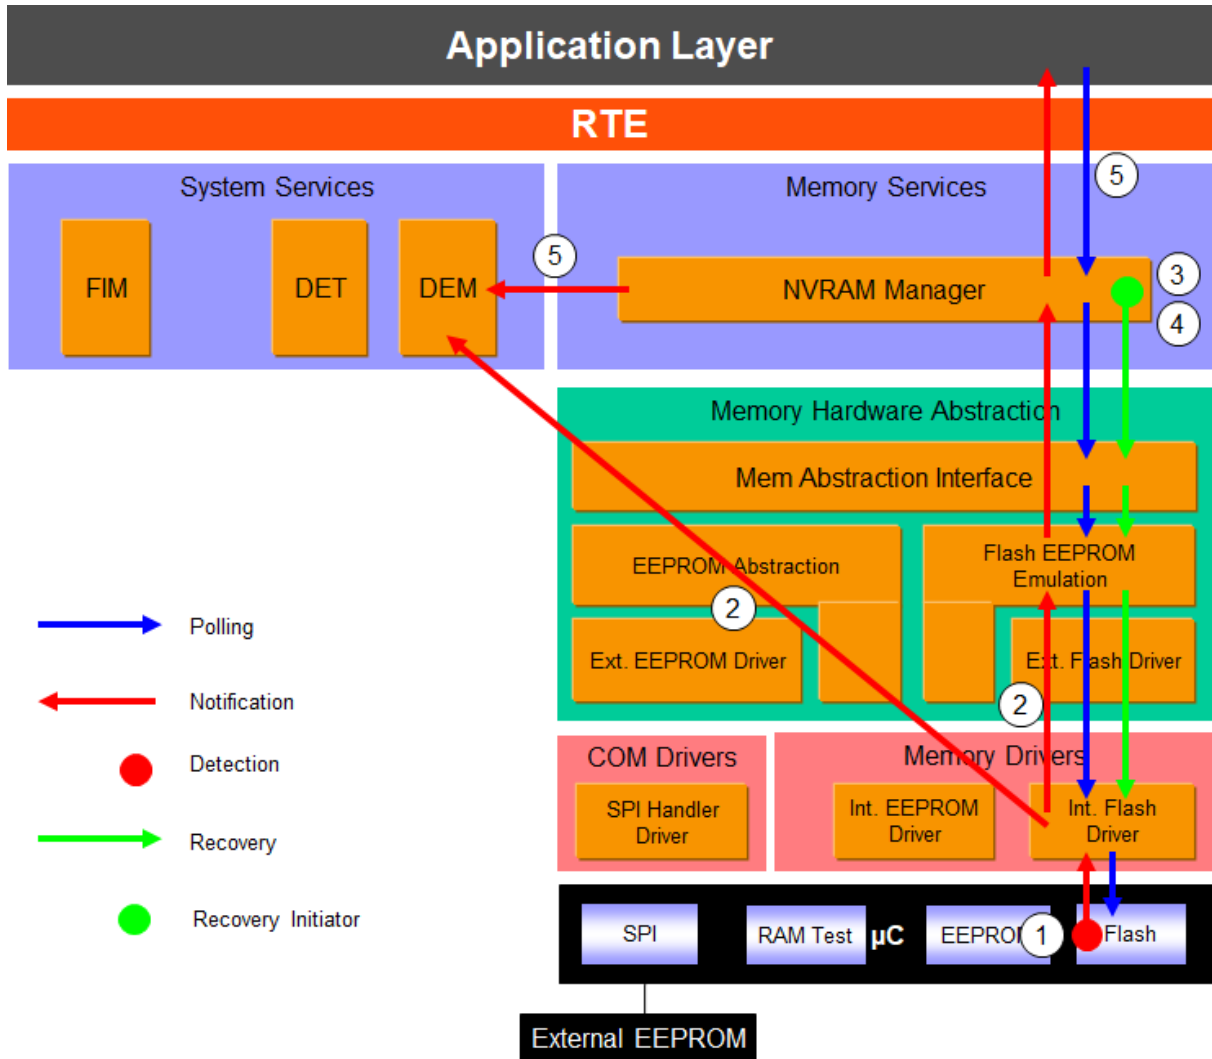 Application Layer
RTE
System Services
Memory Services
5
FIM
DET
DEM
5
NVRAM Manager
3
4
Memory Hardware Abstraction
Mem Abstraction Interface
EEPROM Abstraction
Flash EEPROM
Emulation
2
Ext. EEPROM Driver
Ext. Flash Driver
2
Polling
Notification
Detection
Recovery
Recovery Initiator
COM Drivers
Memory Drivers
SPI Handler
Driver
Int. EEPROM
Driver
Int. Flash
Driver
SPI
RAM Test
µC
EEPROM
1
Flash
External EEPROM